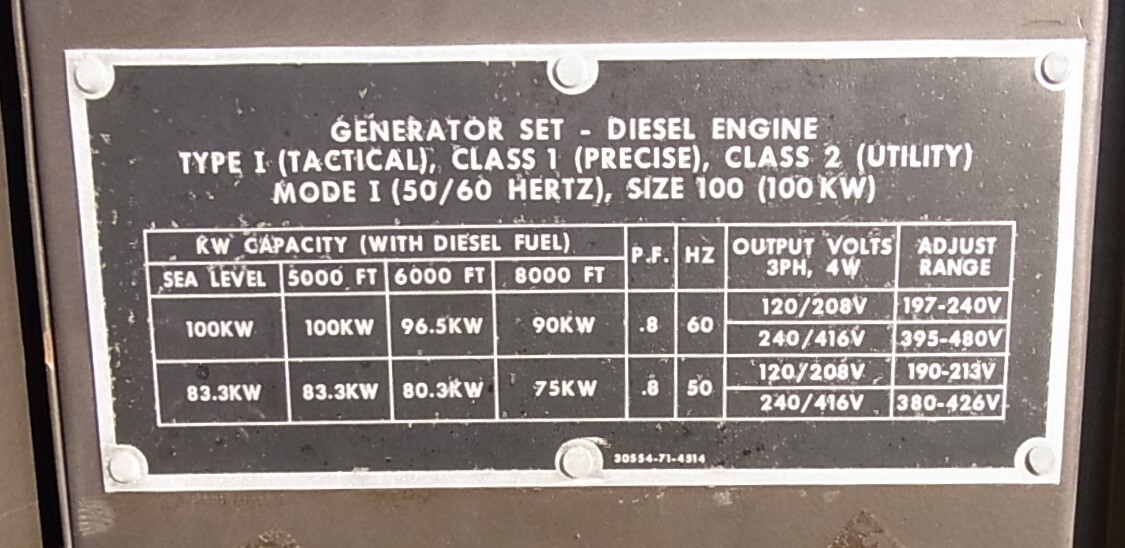 GENERATOR SET - DIESEL ENGINE
TYPE I (TACTICAL), CLASS 1 (PRECISE), CLASS 2 (UTILITY)
MODE I (50/60 HERTZ), SIZE 100 (100 KW)
KW CAPACITY (WITH DIESEL FUEL) P.F. HZ OUTPUT VOLTS 3PH, 4W ADJUST RANGE
SEA LEVEL 5000 FT 6000 FT 8000 FT
100KW 100KW 96.5KW 90KW .8 60 120/208V 197-240V
240/416V 395-480V
83.3KW 83.3KW 80.3KW 75KW .8 50 120/208V 190-213V
240/416V 380-426V
30554-71-4514